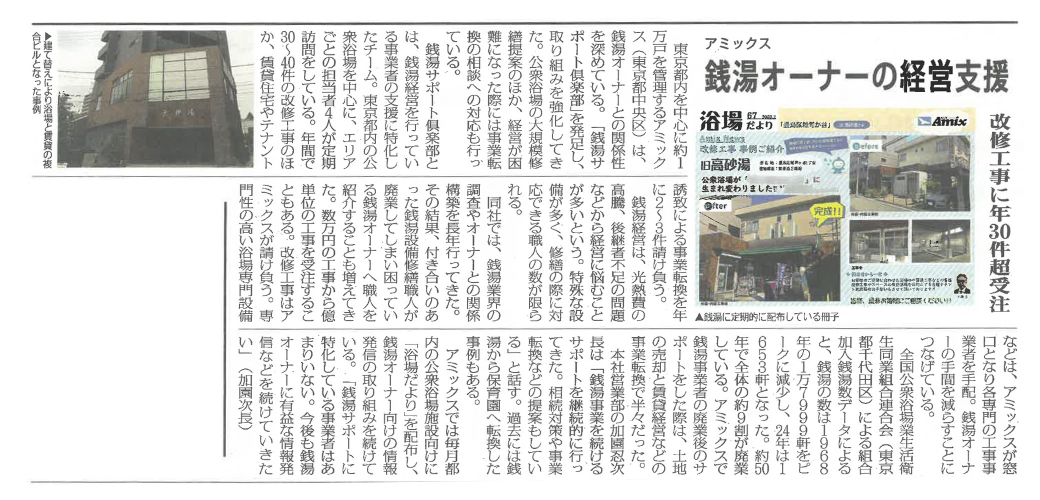 アミックス
銭湯オーナーの経営支援
改修工事に年30件超受注
東京都内を中心に約1
万戸を管理するアミック
ス(東京都中央区)は、
銭湯オーナーとの関係性
を深めている。「銭湯サ
ポート倶楽部」を発足し、
取り組みを強化してき
た。公衆浴場の大規模修
繕提案のほか、経営が困
難になった際には事業転
換の相談への対応も行っ
ている。
銭湯サポート倶楽部と
は、銭湯経営を行ってい
る事業者の支援に特化し
たチーム。東京都内の公
衆浴場を中心に、エリア
ごとの担当者4人が定期
訪問をしている。年間で
30〜40件の改修工事のほ
か、賃貸住宅やテナント
誘致による事業転換を年
に2〜3件請け負う。
銭湯経営は、光熱費の
高騰、後継者不足の問題
などから経営に悩むこと
が多いという。特殊な設
備が多く、修繕の際に対
応できる職人の数が限ら
れる。
同社では、銭湯業界の
調査やオーナーとの関係
構築を長年行ってきた。
その結果、付き合いのあ
った銭湯設備修繕職人が
廃業してしまい困ってい
る銭湯オーナーへ職人を
紹介することも増えてき
た。数万円の工事から億
単位の工事を受注するこ
ともある。改修工事はア
ミックスが請け負う。専
門性の高い浴場専門設備
などは、アミックスが窓
口となり各専門の工事事
業者を手配。銭湯オーナ
ーの手間を減らすことに
つなげている。
全国公衆浴場業生活衛
生同業組合連合会(東京
都千代田区)による組合
加入銭湯数データによる
と、銭湯の数は1968
年の1万7999軒をピ
ークに減少し、24年は1
653軒となった。約50
年で全体の約9割が廃業
している。アミックスで
銭湯事業者の廃業後のサ
ポートをした際は、土地
の売却と賃貸経営などの
事業転換で半々だった。
本社営業部の加園忍次
長は「銭湯事業を続ける
サポートを継続的に行っ
てきた。相続対策や事業
転換などの提案もしてい
る」と話す。過去には銭
湯から保育園へ転換した
事例もある。
アミックスでは毎月都
内の公衆浴場施設向けに
「浴場だより」を配布し、
銭湯オーナー向けの情報
発信の取り組みを続けて
いる。「銭湯サポートに
特化している事業者はあ
まりいない。今後も銭湯
オーナーに有益な情報発
信などを続けていきた
い」(加園次長)
▶建て替えにより浴場と賃貸の複
合ビルとなった事例
浴場だより
67
Amix
改修工事 事例ご紹介
旧高砂湯
公衆浴場が
に
生まれ変わりました
Before
After
完成!!
▲銭湯に定期的に配布している冊子